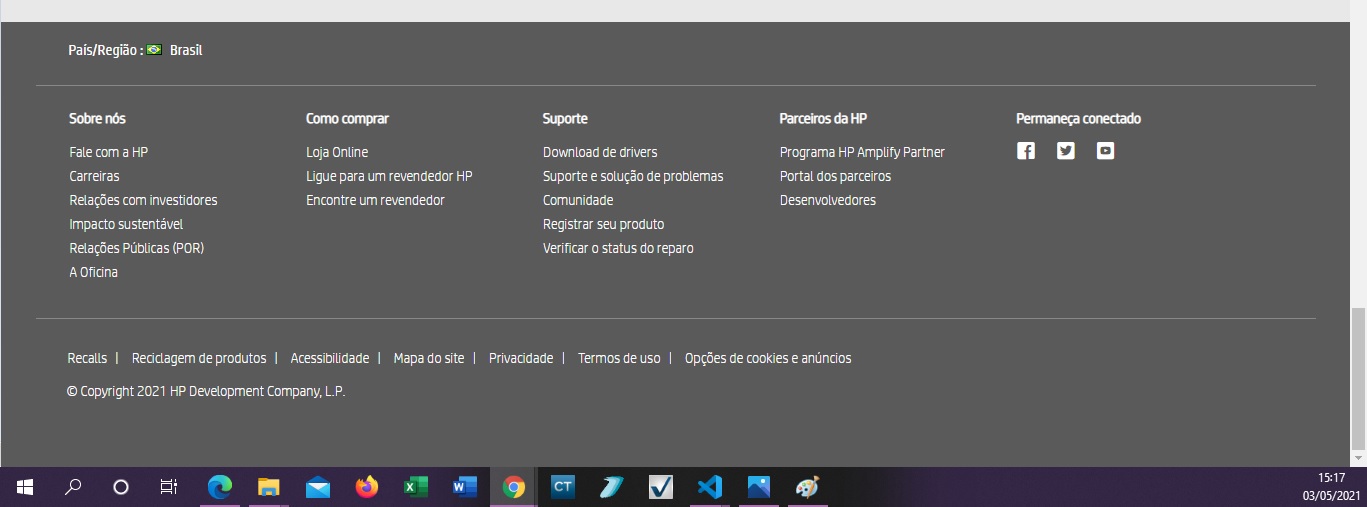 País/Região : Brasil
Sobre nós
Fale com a HP
Carreiras
Relações com investidores
Impacto sustentável
Relações Públicas (POR)
A Oficina
Como comprar
Loja Online
Ligue para um revendedor HP
Encontre um revendedor
Suporte
Download de drivers
Suporte e solução de problemas
Comunidade
Registrar seu produto
Verificar o status do reparo
Parceiros da HP
Programa HP Amplify Partner
Portal dos parceiros
Desenvolvedores
Permaneça conectado
Recalls | Reciclagem de produtos | Acessibilidade | Mapa do site | Privacidade | Termos de uso | Opções de cookies e anúncios
© Copyright 2021 HP Development Company, L.P.
CT
15:17
03/05/2021